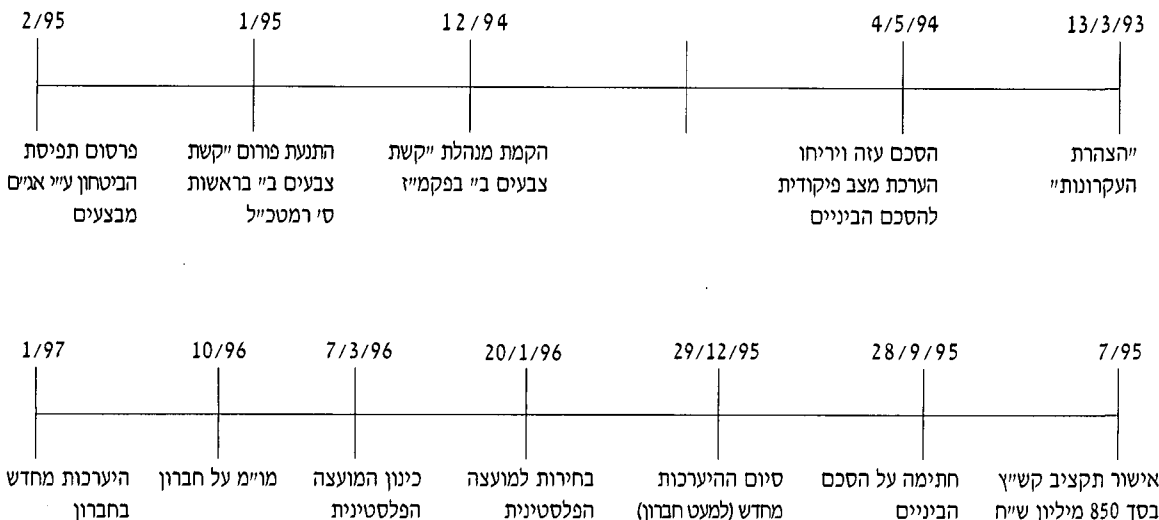 13/3/93
"הצהרת
העקרונות"
4/5/94
הסכם עזה ויריחו
הערכת מצב פיקודית
להסכם הביניים
12/94
הקמת מנהלת "קשת
צבעים ב" בפקמ"ז
1/95
התנעת פורום "קשת
צבעים ב" בראשות
ס' רמטכ"ל
2/95
פרסום תפיסת
הביטחון ע"י אג"ם
מבצעים
7/95
אישור תקציב קש"ץ
בסך 850 מיליון ש"ח
28/9/95
חתימה על הסכם
הביניים
29/12/95
סיום ההיערכות
מחדש (למעט חברון)
20/1/96
בחירות למועצה
הפלסטינית
7/3/96
כינון המועצה
הפלסטינית
10/96
מו"מ על חברון
1/97
היערכות מחדש
בחברון